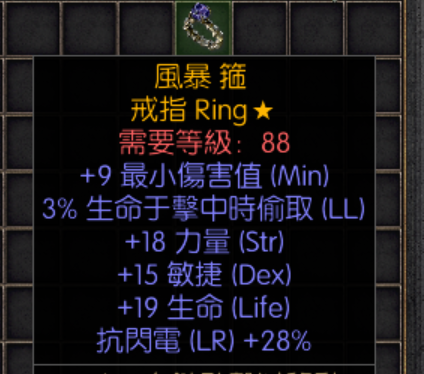 風暴 箍
戒指 Ring ★
需要等級: 88
+9 最小傷害值 (Min)
3% 生命于擊中時偷取 (LL)
+18 力量 (Str)
+15 敏捷 (Dex)
+19 生命 (Life)
抗閃電 (LR) +28%